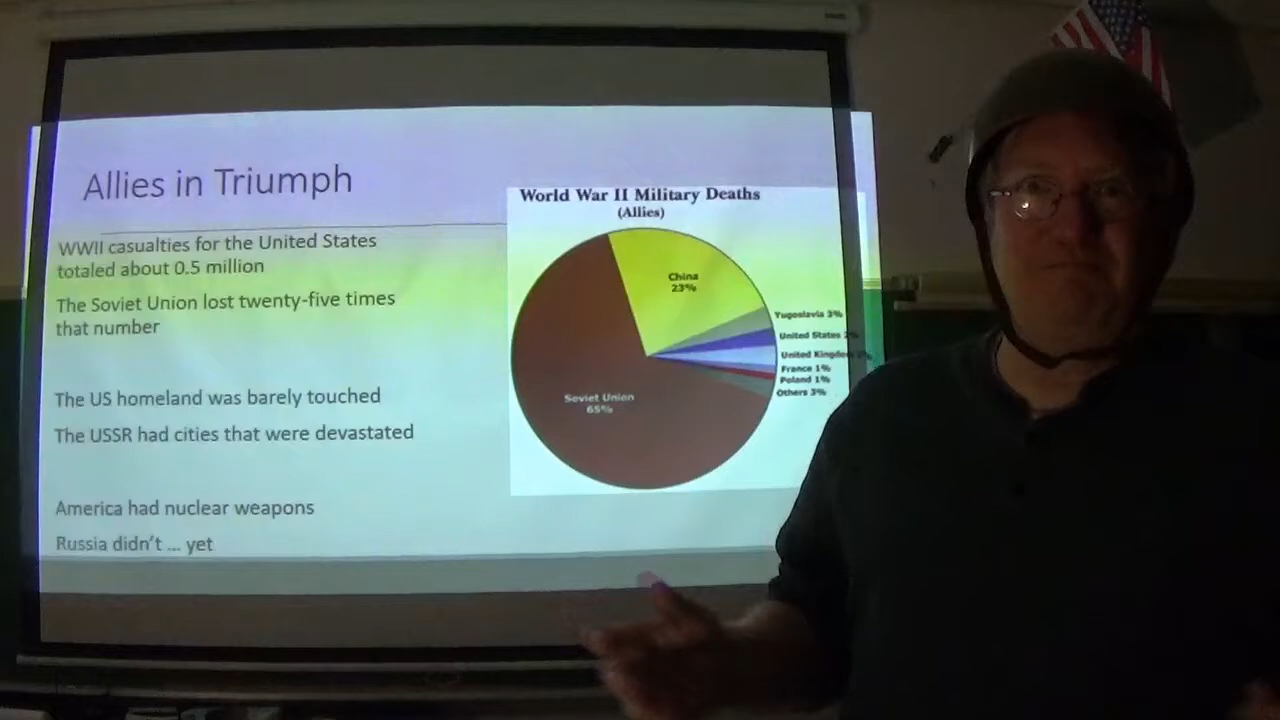 Allies in Triumph
WWII casualties for the United States
totaled about 0.5 million
The Soviet Union lost twenty-five times
that number
The US homeland was barely touched
The USSR had cities that were devastated
America had nuclear weapons
Russia didn't ... yet
World War II Military Deaths
(Allies)
China
23%
Yugoslavia 3%
United States
United Kingdom
France 1%
Poland 1%
Others 3%
Soviet Union
65%